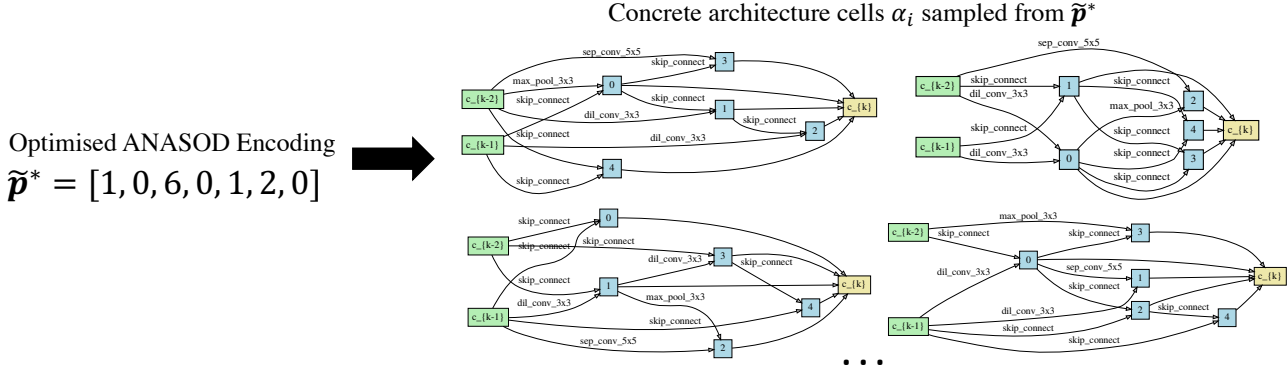 Concrete architecture cells αᵢ sampled from p̃*
Optimised ANASOD Encoding
p̃* = [1, 0, 6, 0, 1, 2, 0]
sep_conv_5x5
max_pool_3x3
skip_connect
skip_connect
skip_connect
dil_conv_3x3
skip_connect
skip_connect
dil_conv_3x3
skip_connect
skip_connect
c_{k-2}
c_{k-1}
0
1
2
3
4
c_{k}
sep_conv_5x5
skip_connect
dil_conv_3x3
skip_connect
max_pool_3x3
skip_connect
skip_connect
dil_conv_3x3
skip_connect
skip_connect
c_{k-2}
c_{k-1}
1
0
2
4
3
c_{k}
skip_connect
skip_connect
skip_connect
skip_connect
dil_conv_3x3
skip_connect
dil_conv_3x3
max_pool_3x3
skip_connect
sep_conv_5x5
c_{k-2}
c_{k-1}
0
1
3
4
2
c_{k}
max_pool_3x3
skip_connect
skip_connect
dil_conv_3x3
sep_conv_5x5
skip_connect
dil_conv_3x3
skip_connect
skip_connect
skip_connect
c_{k-2}
c_{k-1}
0
3
1
2
4
c_{k}
...